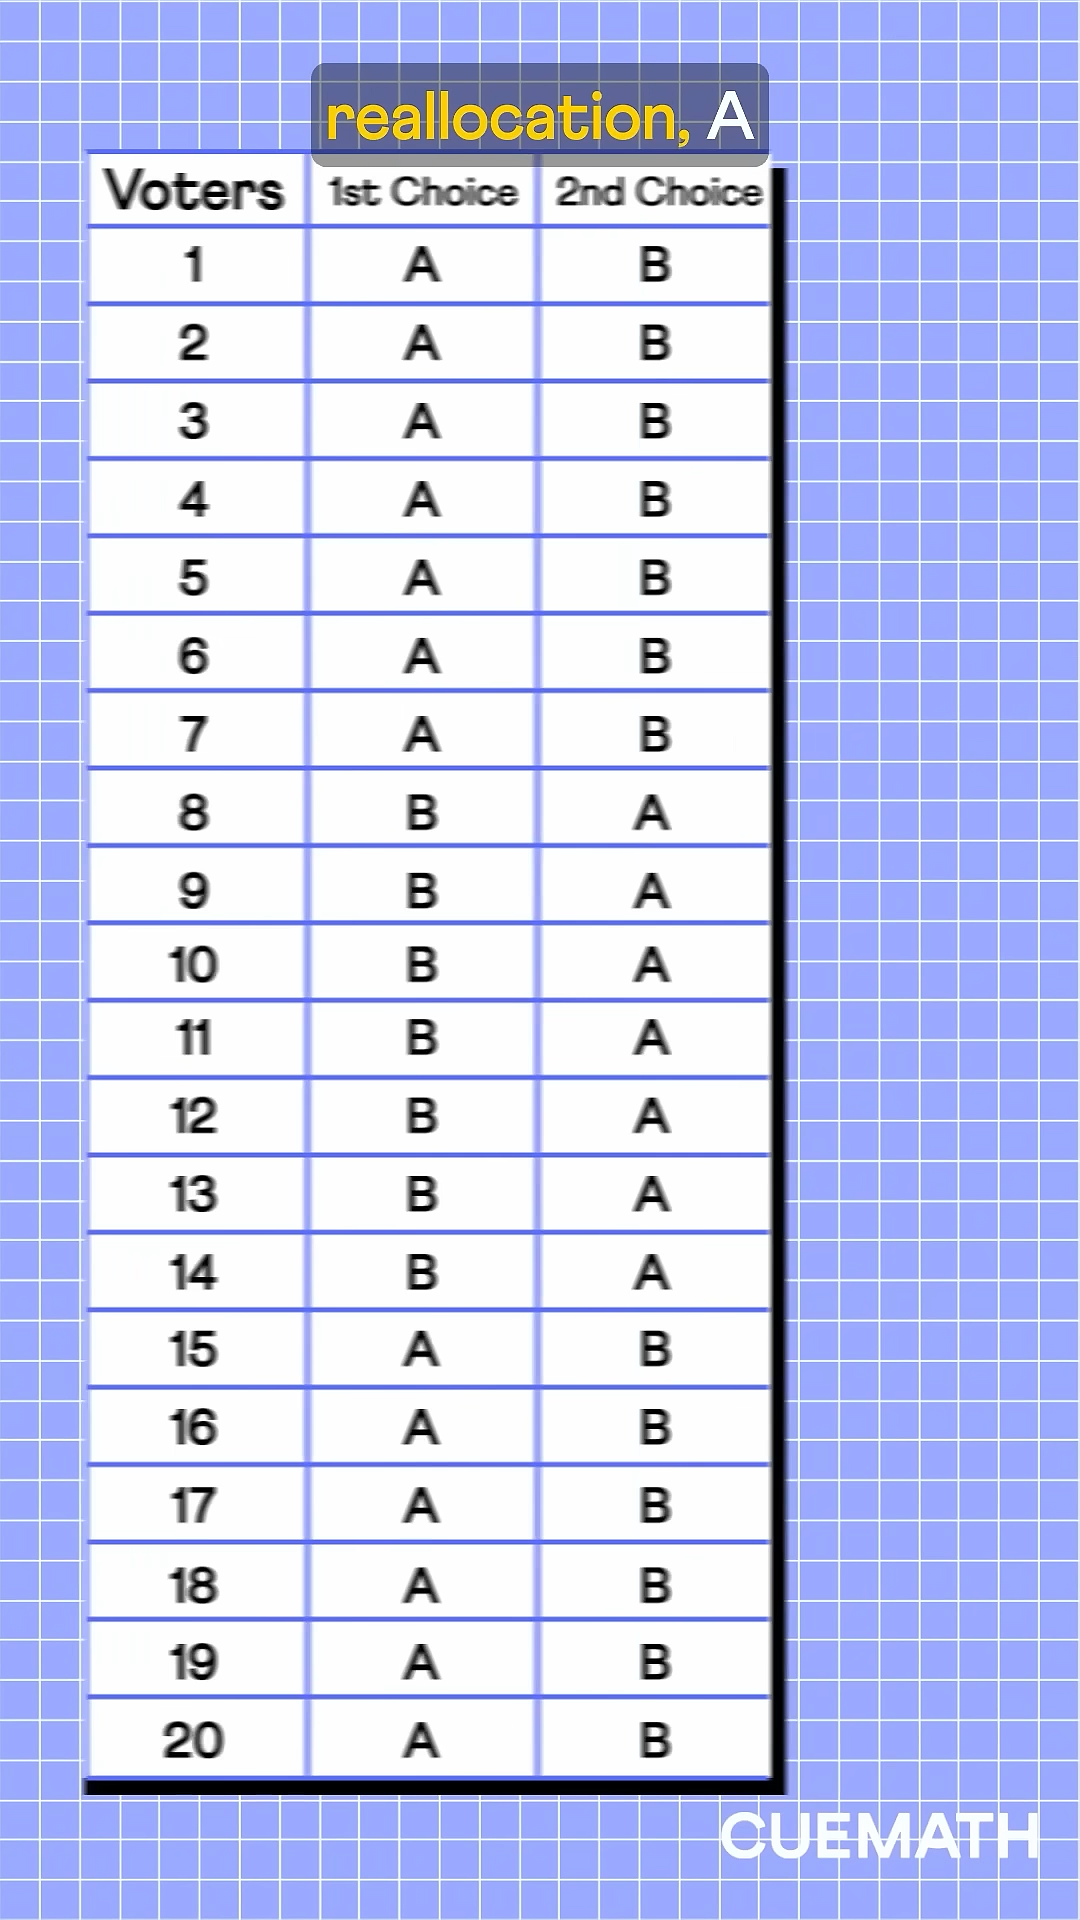 reallocation, A
Voters 1st Choice 2nd Choice
1 A B
2 A B
3 A B
4 A B
5 A B
6 A B
7 A B
8 B A
9 B A
10 B A
11 B A
12 B A
13 B A
14 B A
15 A B
16 A B
17 A B
18 A B
19 A B
20 A B
CUEMATH